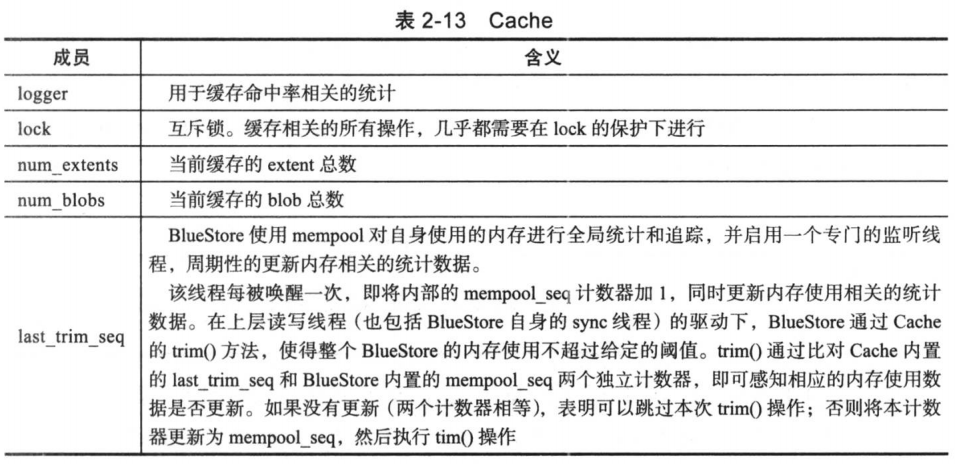 表 2-13 Cache
成员 含义
logger 用于缓存命中率相关的统计
lock 互斥锁。缓存相关的所有操作，几乎都需要在 lock 的保护下进行
num_extents 当前缓存的 extent 总数
num_blobs 当前缓存的 blob 总数
BlueStore 使用 mempool 对自身使用的内存进行全局统计和追踪，并启用一个专门的监听线
程，周期性的更新内存相关的统计数据。
该线程每被唤醒一次，即将内部的 mempool_seq 计数器加 1，同时更新内存使用相关的统计
数据。在上层读写线程（也包括 BlueStore 自身的 sync 线程）的驱动下，BlueStore 通过 Cache
last_trim_seq 的 trim() 方法，使得整个 BlueStore 的内存使用不超过给定的阈值。trim() 通过比对 Cache 内置
的 last_trim_seq 和 BlueStore 内置的 mempool_seq 两个独立计数器，即可感知相应的内存使用数
据是否更新。如果没有更新（两个计数器相等），表明可以跳过本次 trim() 操作；否则将本计数
器更新为 mempool_seq，然后执行 tim() 操作